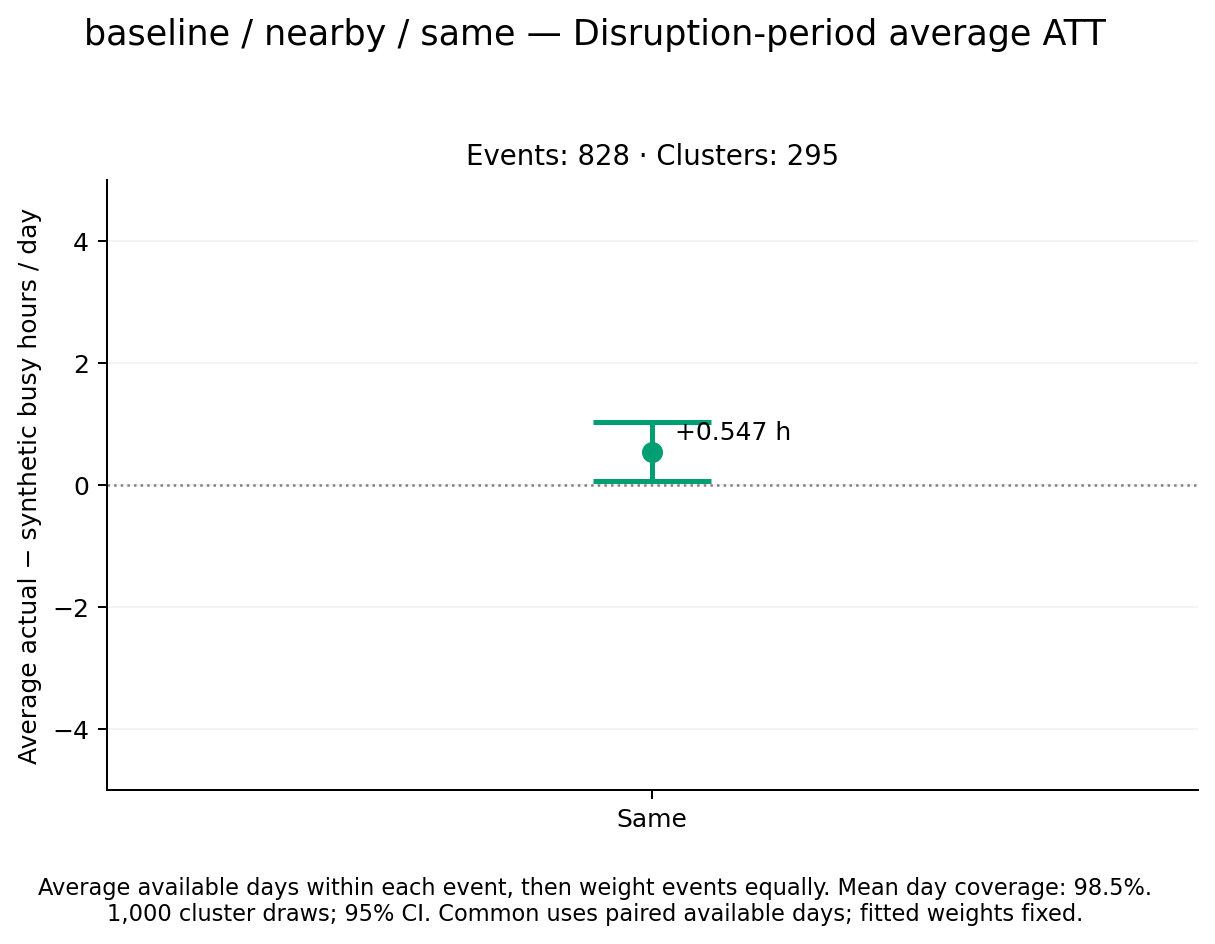 baseline / nearby / same — Disruption-period average ATT
Events: 828 · Clusters: 295
Average actual − synthetic busy hours / day
4
2
0
−2
−4
+0.547 h
Same
Average available days within each event, then weight events equally. Mean day coverage: 98.5%.
1,000 cluster draws; 95% CI. Common uses paired available days; fitted weights fixed.